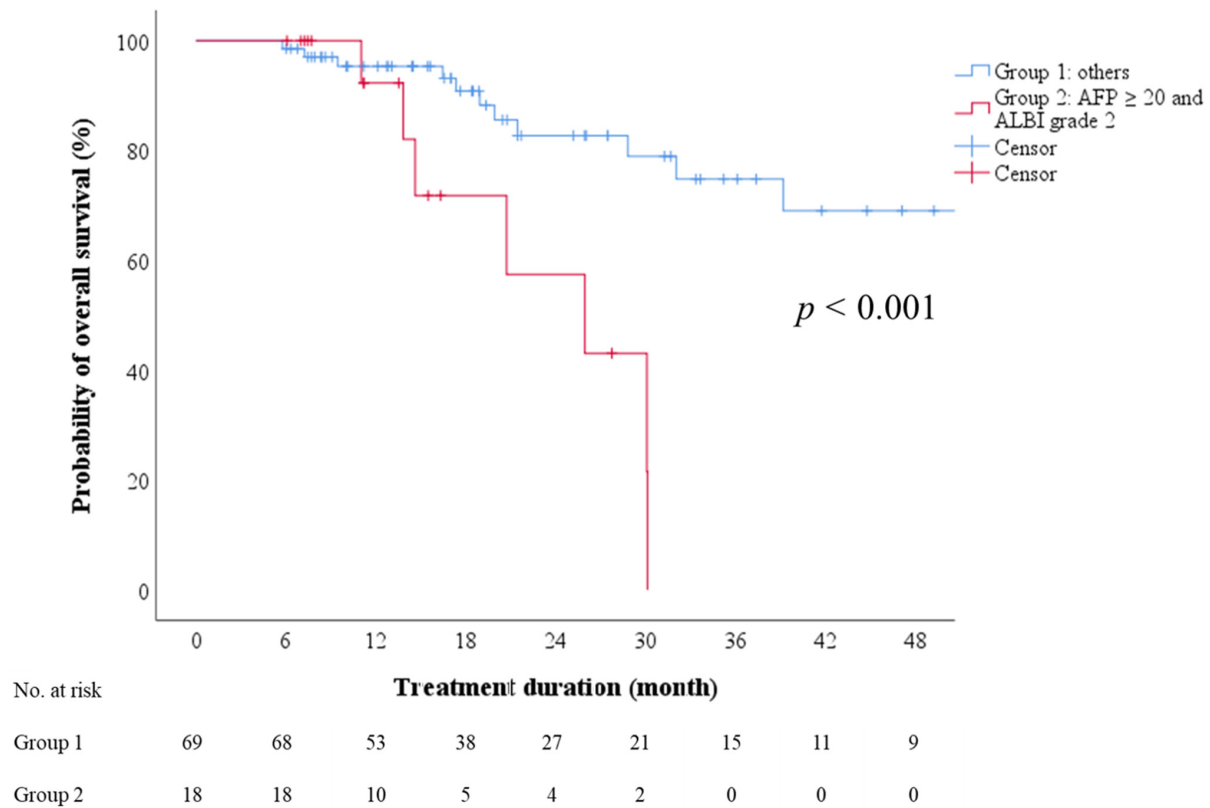 100
80
60
40
20
0
Probability of overall survival (%)
Group 1: others
Group 2: AFP ≥ 20 and
ALBI grade 2
Censor
Censor
p < 0.001
0 6 12 18 24 30 36 42 48
Treatment duration (month)
No. at risk
Group 1 69 68 53 38 27 21 15 11 9
Group 2 18 18 10 5 4 2 0 0 0